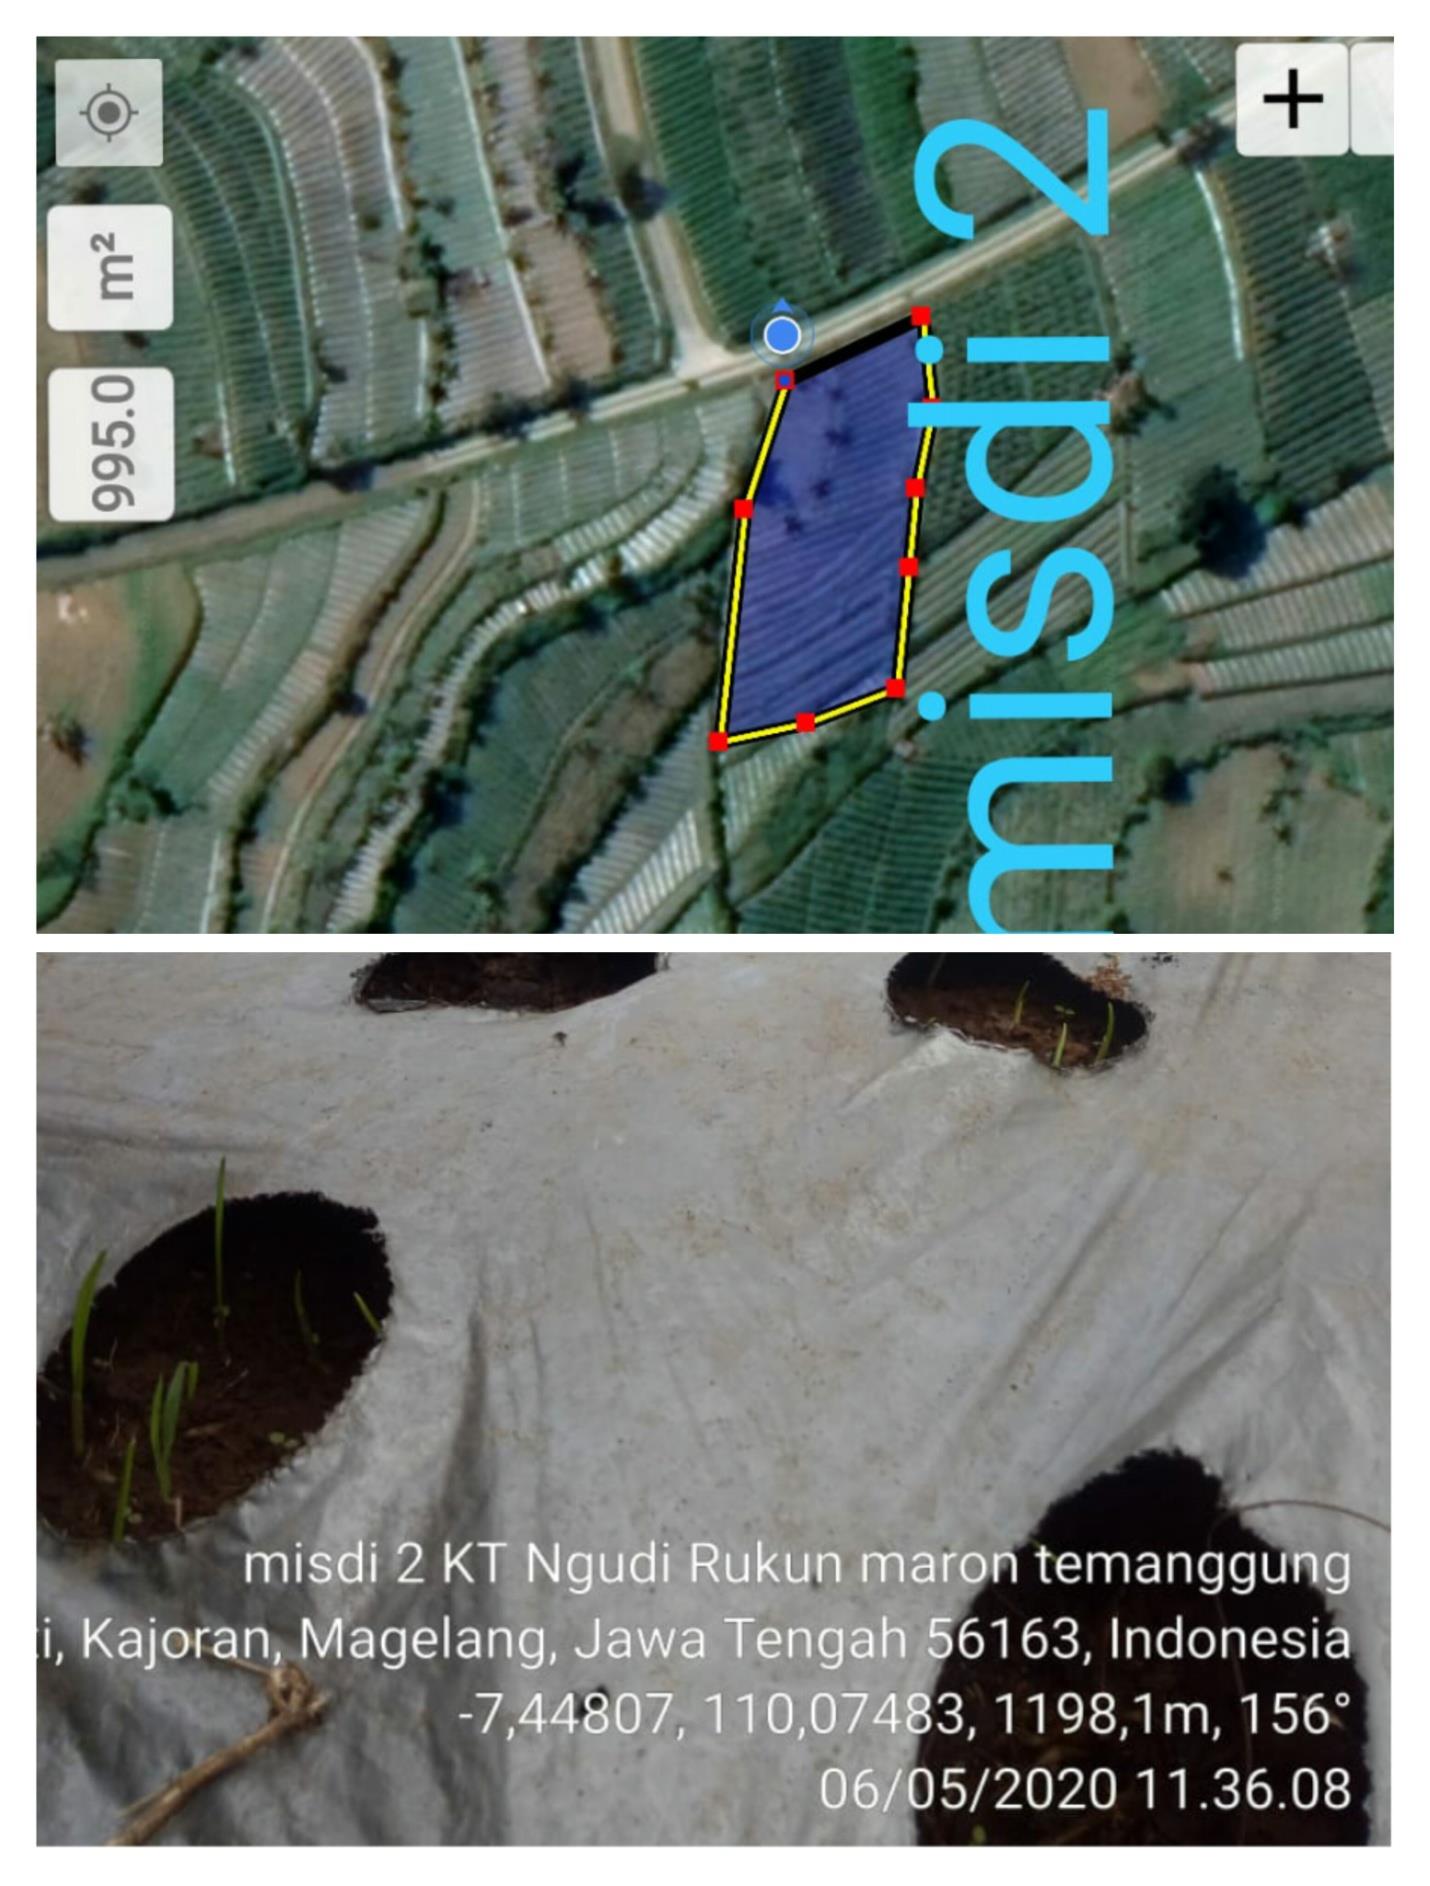 misdi 2
m²
995.0
misdi 2 KT Ngudi Rukun maron temanggung
ti, Kajoran, Magelang, Jawa Tengah 56163, Indonesia
-7,44807, 110,07483, 1198,1m, 156°
06/05/2020 11.36.08